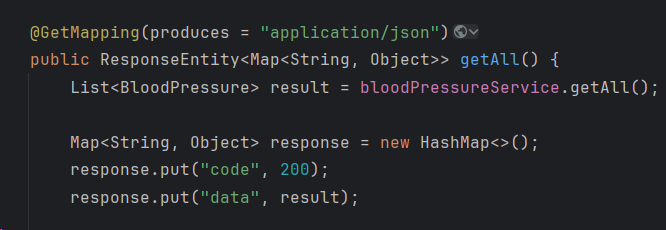 @GetMapping(produces = "application/json")
public ResponseEntity<Map<String, Object>> getAll() {
List<BloodPressure> result = bloodPressureService.getAll();
Map<String, Object> response = new HashMap<>();
response.put("code", 200);
response.put("data", result);